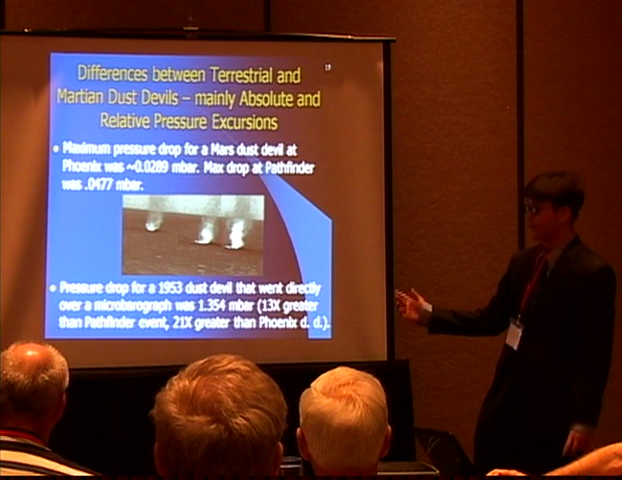 19
Differences between Terrestrial and
Martian Dust Devils – mainly Absolute and
Relative Pressure Excursions
• Maximum pressure drop for a Mars dust devil at
Phoenix was ~0.0289 mbar. Max drop at Pathfinder
was .0477 mbar.
• Pressure drop for a 1953 dust devil that went directly
over a microbarograph was 1.354 mbar (13X greater
than Pathfinder event, 21X greater than Phoenix d. d.).